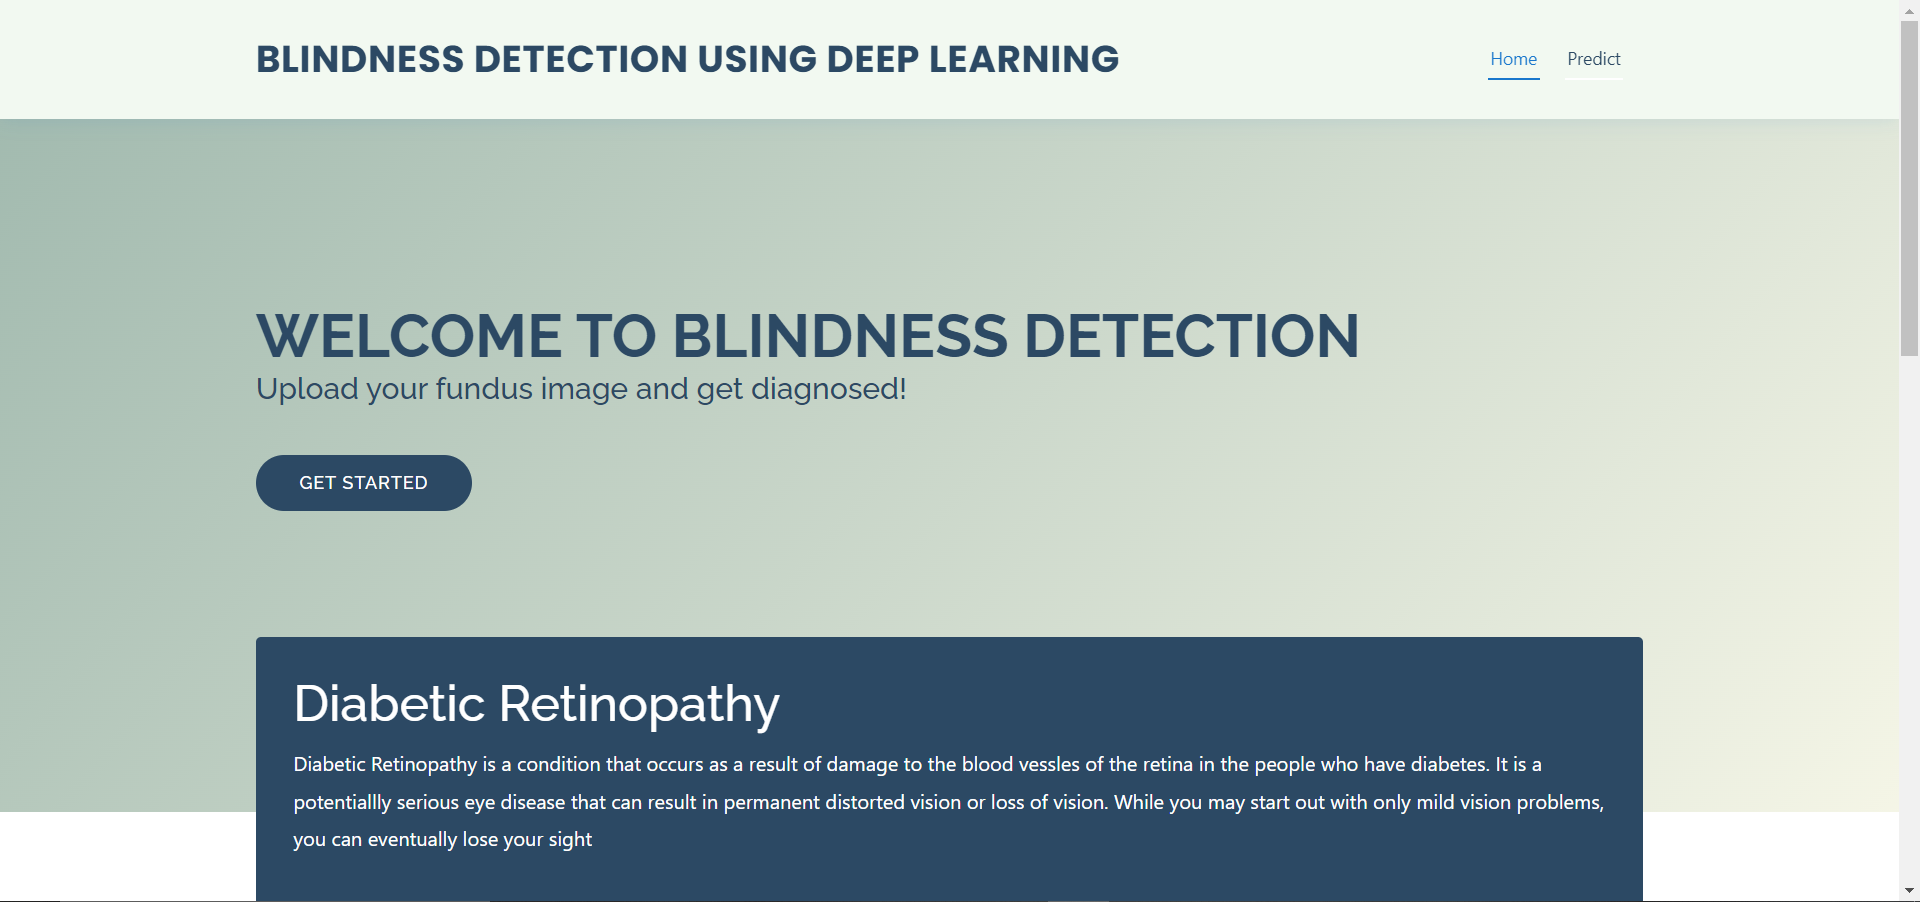 BLINDNESS DETECTION USING DEEP LEARNING
Home
Predict
WELCOME TO BLINDNESS DETECTION
Upload your fundus image and get diagnosed!
GET STARTED
Diabetic Retinopathy
Diabetic Retinopathy is a condition that occurs as a result of damage to the blood vessles of the retina in the people who have diabetes. It is a
potentiallly serious eye disease that can result in permanent distorted vision or loss of vision. While you may start out with only mild vision problems,
you can eventually lose your sight